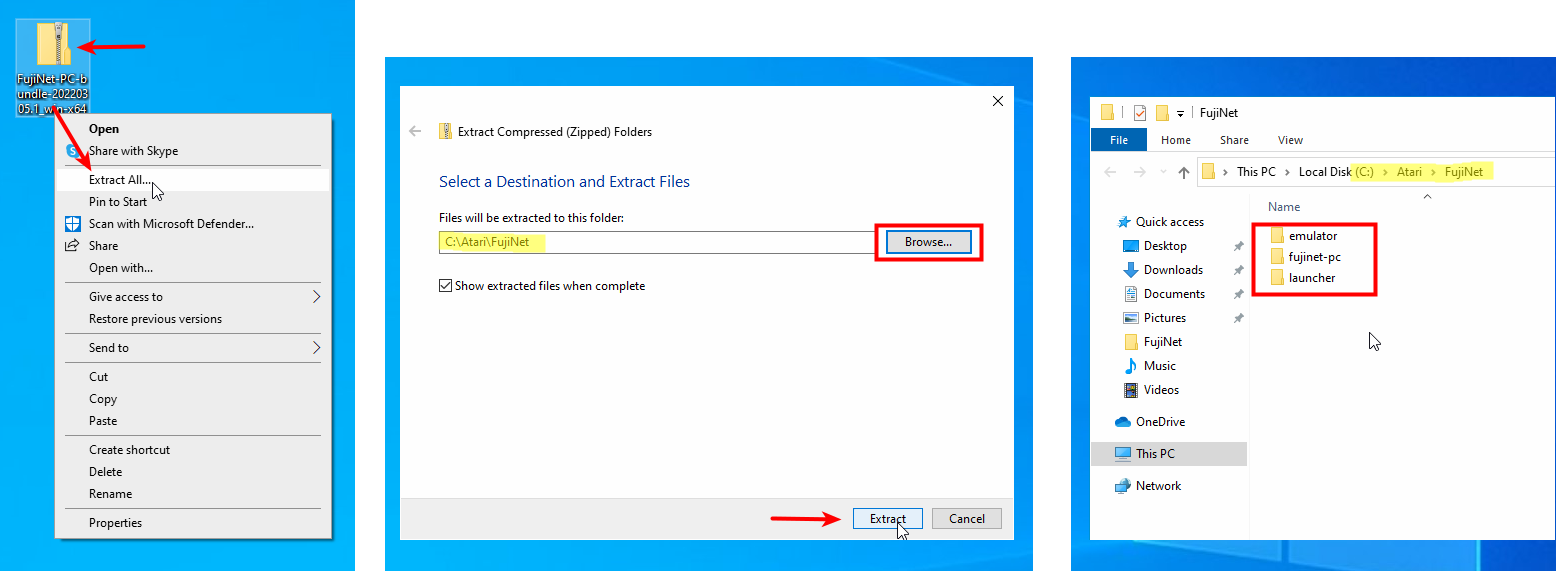 FujiNet-PC-b
undle-202203
05.1_win-x64
Open
Share with Skype
Extract All...
Pin to Start
Scan with Microsoft Defender...
Share
Open with...
Give access to
Restore previous versions
Send to
Cut
Copy
Paste
Create shortcut
Delete
Rename
Properties
Extract Compressed (Zipped) Folders
Select a Destination and Extract Files
Files will be extracted to this folder:
C:\Atari\FujiNet
Browse...
Show extracted files when complete
Extract
Cancel
FujiNet
File Home Share View
This PC Local Disk (C:) Atari FujiNet
Quick access
Desktop
Downloads
Documents
Pictures
FujiNet
Music
Videos
OneDrive
This PC
Network
Name
emulator
fujinet-pc
launcher